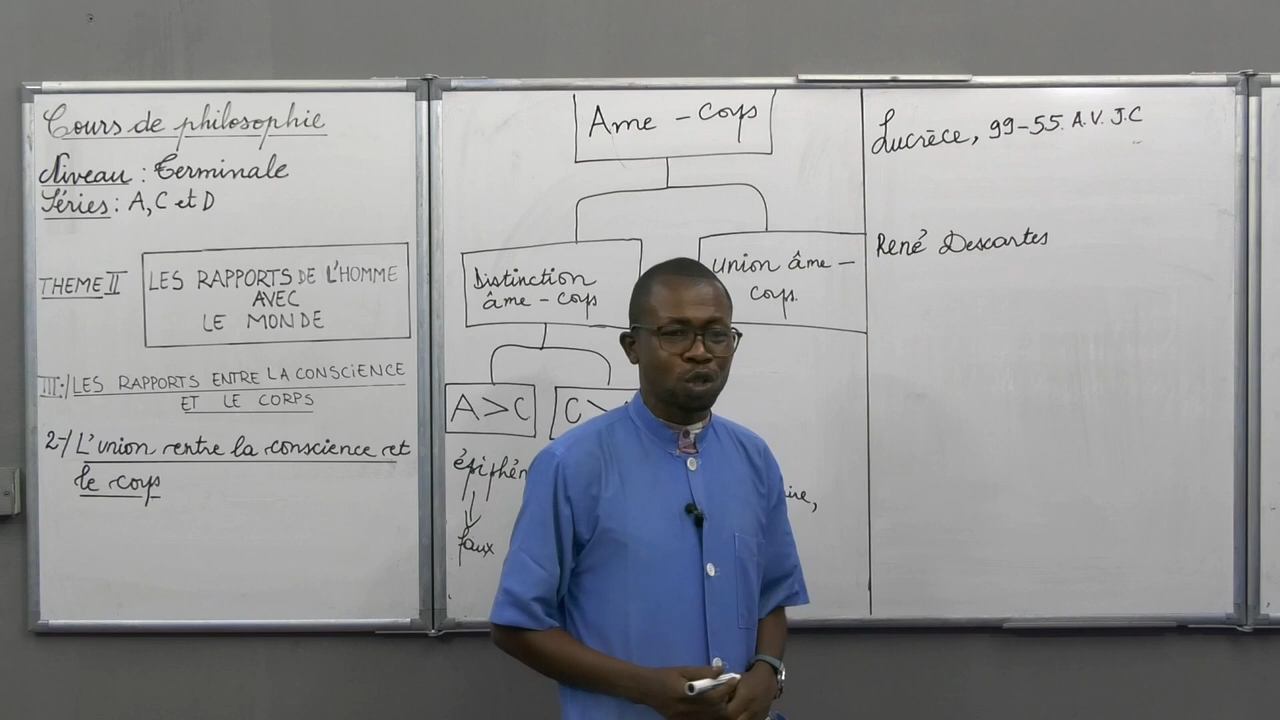 Cours de philosophie
Niveau : Terminale
Séries : A, C et D
THEME II
LES RAPPORTS DE L'HOMME
AVEC
LE MONDE
III-/ LES RAPPORTS ENTRE LA CONSCIENCE
ET LE CORPS
2-/ L'union entre la conscience et
le corps
Ame - Corps
Distinction
âme - corps
Union âme -
corps.
A > C
C >
faux
Lucrèce, 99-55. A.V. J.C
René Descartes